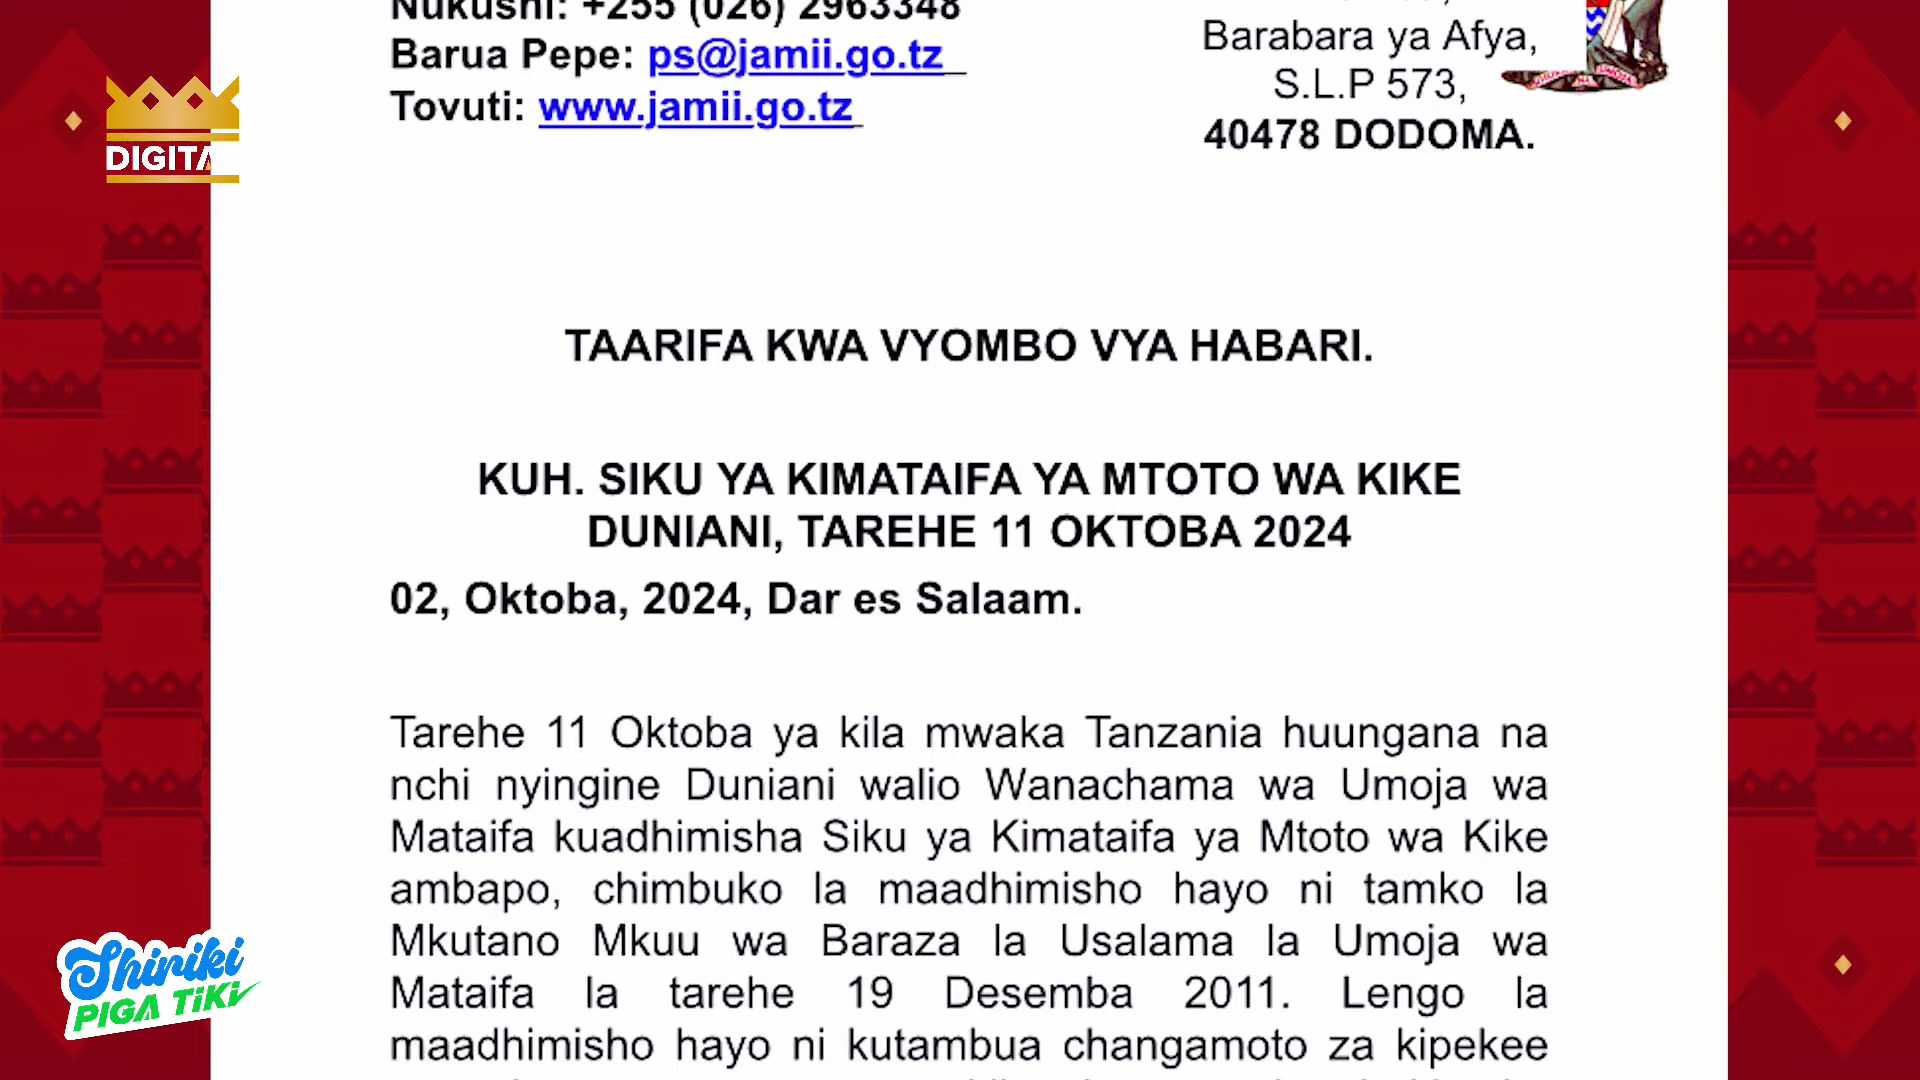 Nukushi: +255 (026) 2963348
Barua Pepe: ps@jamii.go.tz
Tovuti: www.jamii.go.tz
Barabara ya Afya,
S.L.P 573,
40478 DODOMA.
DIGITA
TAARIFA KWA VYOMBO VYA HABARI.
KUH. SIKU YA KIMATAIFA YA MTOTO WA KIKE
DUNIANI, TAREHE 11 OKTOBA 2024
02, Oktoba, 2024, Dar es Salaam.
Tarehe 11 Oktoba ya kila mwaka Tanzania huungana na
nchi nyingine Duniani walio Wanachama wa Umoja wa
Mataifa kuadhimisha Siku ya Kimataifa ya Mtoto wa Kike
ambapo, chimbuko la maadhimisho hayo ni tamko la
Mkutano Mkuu wa Baraza la Usalama la Umoja wa
Mataifa la tarehe 19 Desemba 2011. Lengo la
maadhimisho hayo ni kutambua changamoto za kipekee
Shiriki
PIGA TiKi